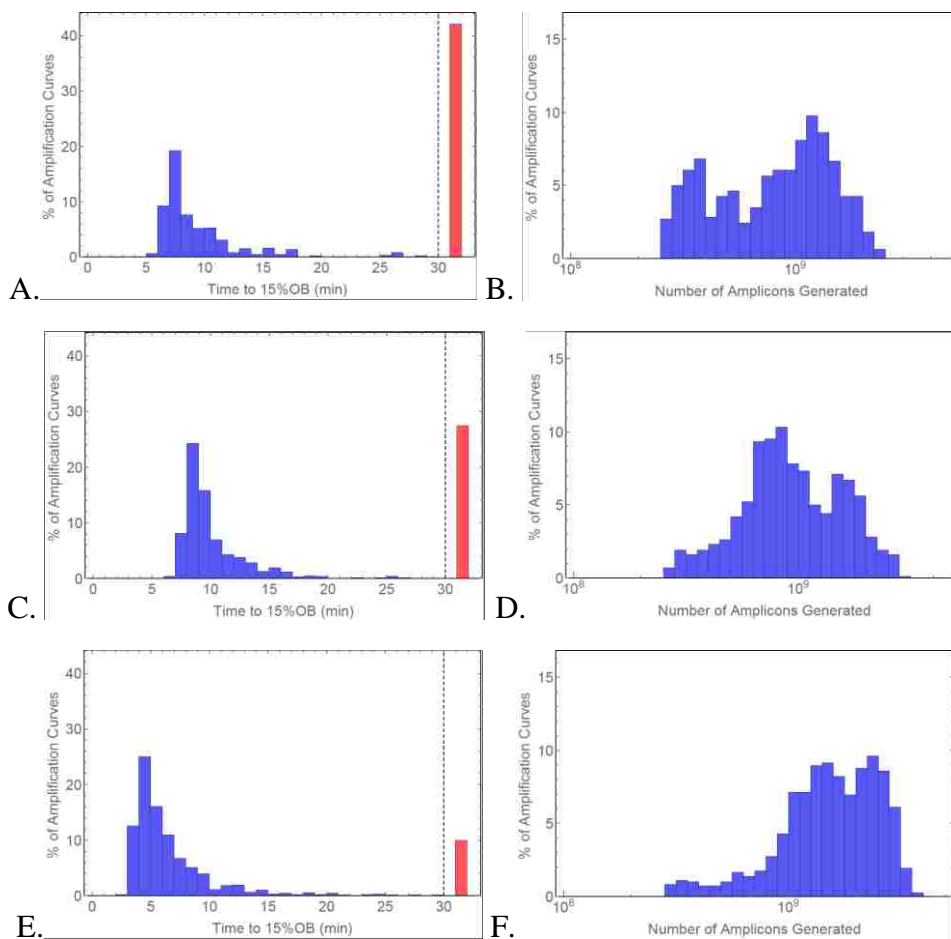 % of Amplification Curves
40
20
0
0 5 10 15 20 25 30
Time to 15%OB (min)
A.
% of Amplification Curves
15
10
5
0
10⁸ 10⁹
Number of Amplicons Generated
B.
% of Amplification Curves
40
30
20
10
0
0 5 10 15 20 25 30
Time to 15%OB (min)
C.
% of Amplification Curves
15
10
5
0
10⁸ 10⁹
Number of Amplicons Generated
D.
% of Amplification Curves
40
30
20
10
0
0 5 10 15 20 25 30
Time to 15%OB (min)
E.
% of Amplification Curves
15
10
5
0
10⁸ 10⁹
Number of Amplicons Generated
F.